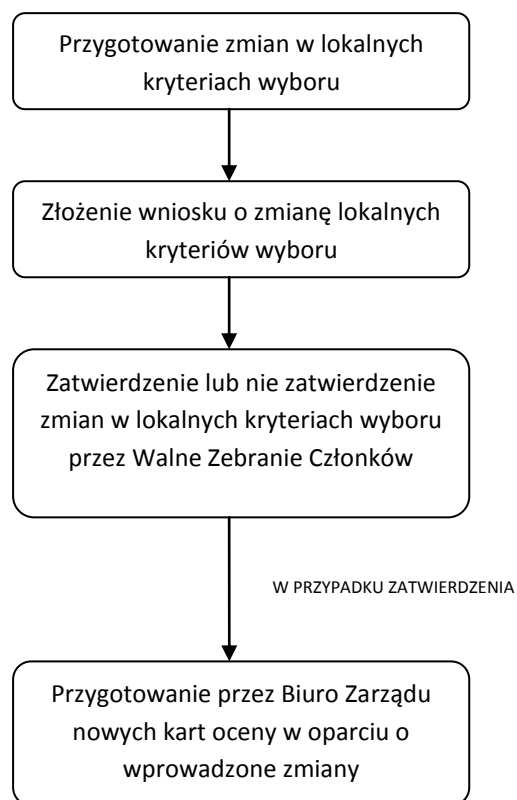 Przygotowanie zmian w lokalnych
kryteriach wyboru
Złożenie wniosku o zmianę lokalnych
kryteriów wyboru
Zatwierdzenie lub nie zatwierdzenie
zmian w lokalnych kryteriach wyboru
przez Walne Zebranie Członków
W PRZYPADKU ZATWIERDZENIA
Przygotowanie przez Biuro Zarządu
nowych kart oceny w oparciu o
wprowadzone zmiany